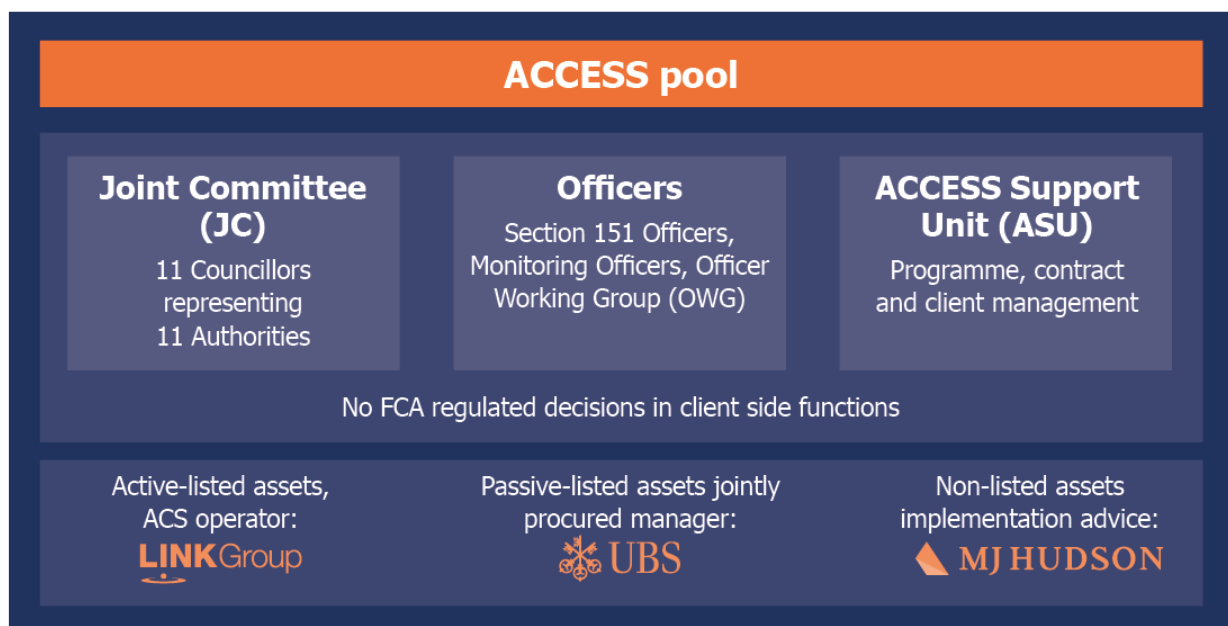 ACCESS pool
Joint Committee
(JC)
11 Councillors
representing
11 Authorities
Officers
Section 151 Officers,
Monitoring Officers, Officer
Working Group (OWG)
ACCESS Support
Unit (ASU)
Programme, contract
and client management
No FCA regulated decisions in client side functions
Active-listed assets,
ACS operator:
LINKGroup
Passive-listed assets jointly
procured manager:
UBS
Non-listed assets
implementation advice:
MJ HUDSON